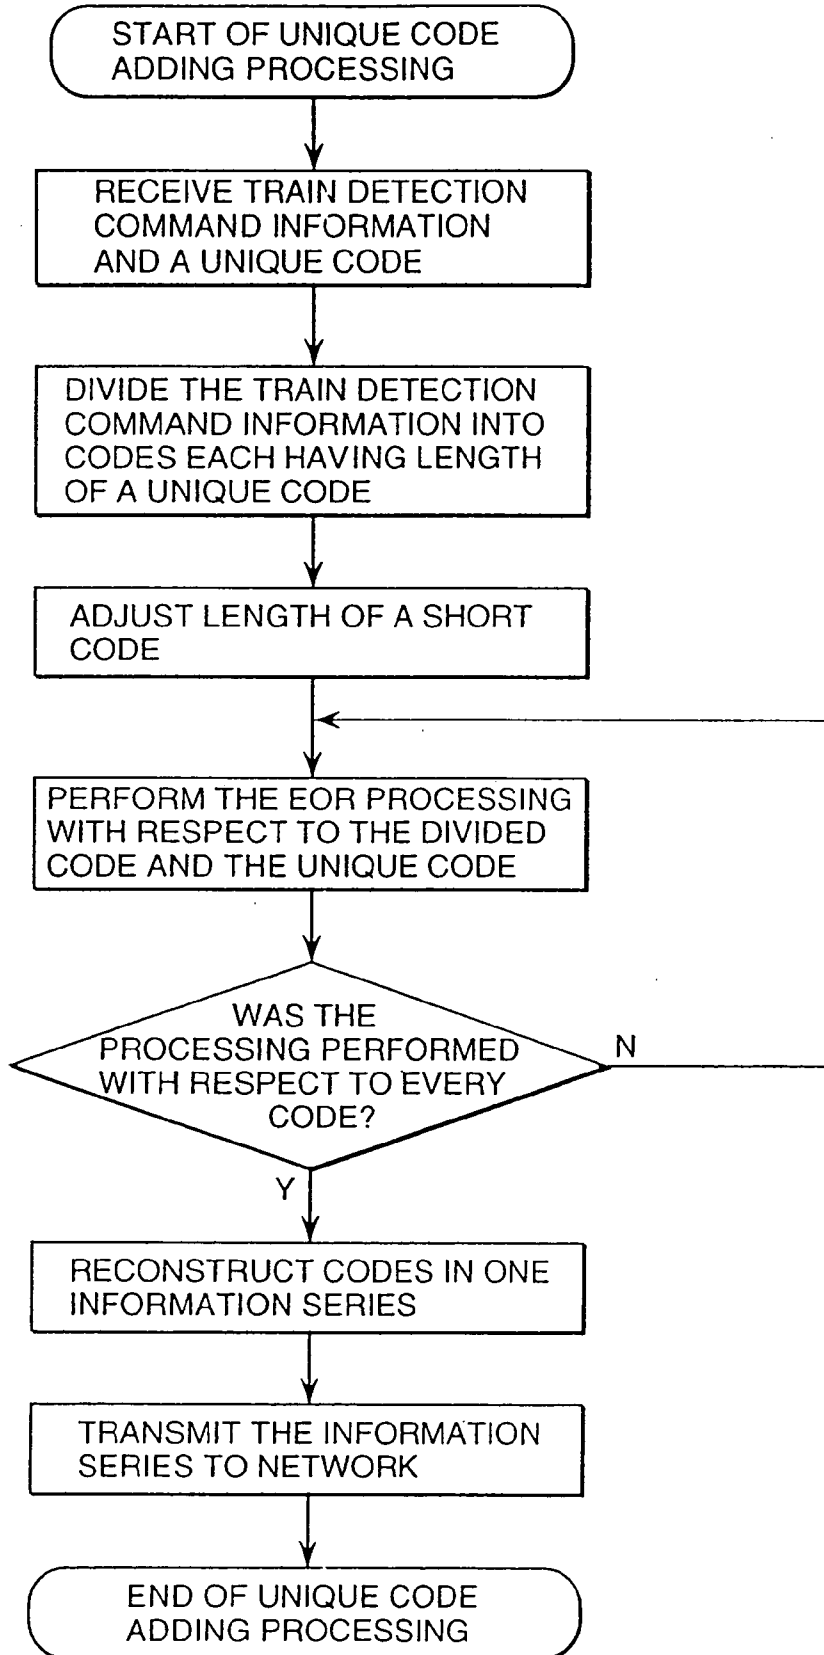 START OF UNIQUE CODE
ADDING PROCESSING
RECEIVE TRAIN DETECTION
COMMAND INFORMATION
AND A UNIQUE CODE
DIVIDE THE TRAIN DETECTION
COMMAND INFORMATION INTO
CODES EACH HAVING LENGTH
OF A UNIQUE CODE
ADJUST LENGTH OF A SHORT
CODE
PERFORM THE EOR PROCESSING
WITH RESPECT TO THE DIVIDED
CODE AND THE UNIQUE CODE
WAS THE
PROCESSING PERFORMED
WITH RESPECT TO EVERY
CODE?
N
Y
RECONSTRUCT CODES IN ONE
INFORMATION SERIES
TRANSMIT THE INFORMATION
SERIES TO NETWORK
END OF UNIQUE CODE
ADDING PROCESSING